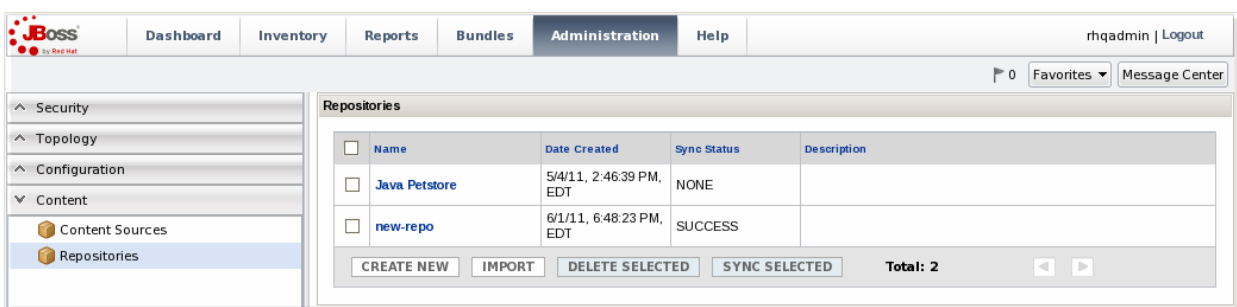 JBoss
by Red Hat
Dashboard Inventory Reports Bundles Administration Help rhqadmin | Logout
0 Favorites Message Center
Security
Topology
Configuration
Content
Content Sources
Repositories
Repositories
Name Date Created Sync Status Description
Java Petstore 5/4/11, 2:46:39 PM, NONE
EDT
new-repo 6/1/11, 6:48:23 PM, SUCCESS
EDT
CREATE NEW IMPORT DELETE SELECTED SYNC SELECTED Total: 2